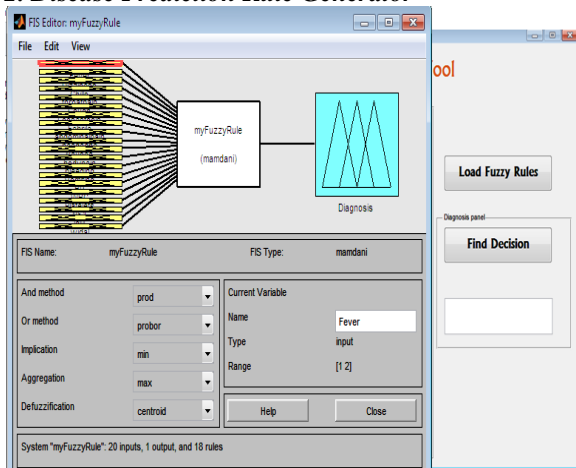 2. Disease Prediction Rule Generator
FIS Editor: myFuzzyRule
File Edit View
ool
myFuzzyRule
(mamdani)
Diagnosis
Load Fuzzy Rules
Diagnosis panel
Find Decision
FIS Name: myFuzzyRule FIS Type: mamdani
And method prod
Or method probor
Implication min
Aggregation max
Defuzzification centroid
Current Variable
Name Fever
Type input
Range [1 2]
Help Close
System "myFuzzyRule": 20 inputs, 1 output, and 18 rules